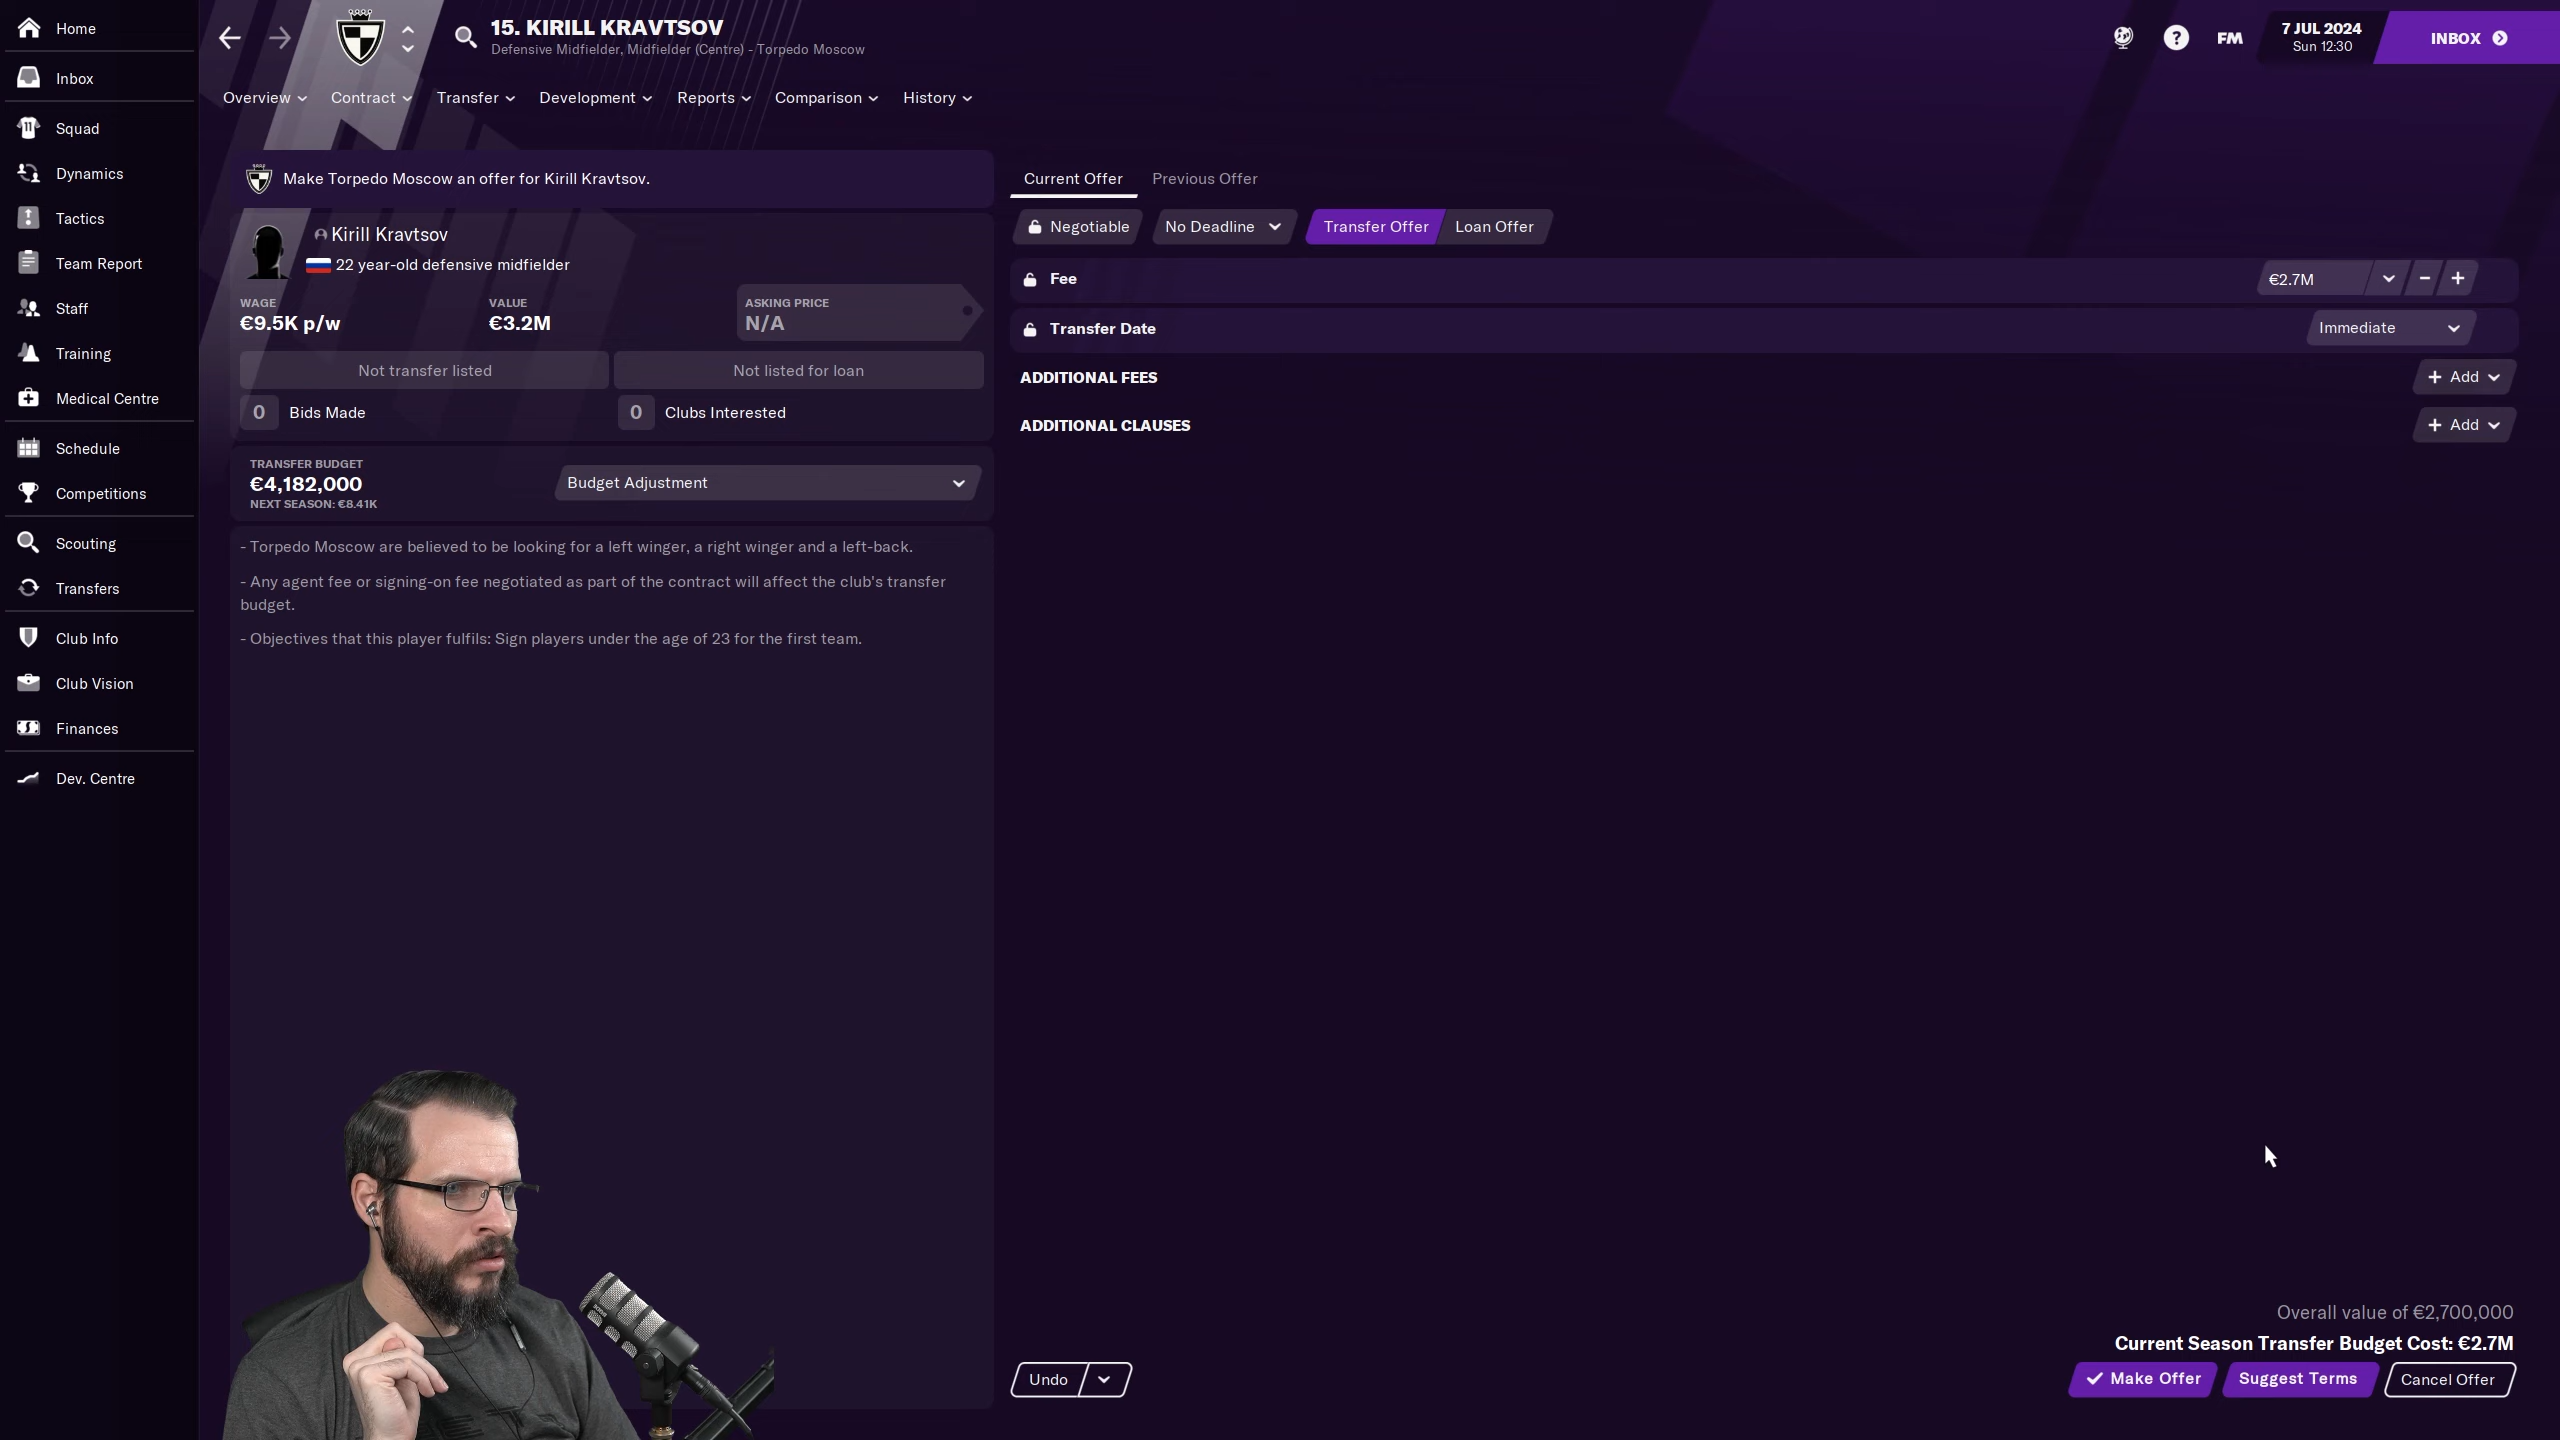 Home
Inbox
Squad
Dynamics
Tactics
Team Report
Staff
Training
Medical Centre
Schedule
Competitions
Scouting
Transfers
Club Info
Club Vision
Finances
Dev. Centre
15. KIRILL KRAVTSOV
Defensive Midfielder, Midfielder (Centre) - Torpedo Moscow
FM
7 JUL 2024
Sun 12:30
INBOX
Overview Contract Transfer Development Reports Comparison History
Make Torpedo Moscow an offer for Kirill Kravtsov.
Kirill Kravtsov
22 year-old defensive midfielder
WAGE VALUE ASKING PRICE
€9.5K p/w €3.2M N/A
Not transfer listed Not listed for loan
0 Bids Made 0 Clubs Interested
TRANSFER BUDGET
€4,182,000
NEXT SEASON: €8.41K
Budget Adjustment
- Torpedo Moscow are believed to be looking for a left winger, a right winger and a left-back.
- Any agent fee or signing-on fee negotiated as part of the contract will affect the club's transfer
budget.
- Objectives that this player fulfils: Sign players under the age of 23 for the first team.
Current Offer Previous Offer
Negotiable No Deadline Transfer Offer Loan Offer
Fee €2.7M
Transfer Date Immediate
ADDITIONAL FEES + Add
ADDITIONAL CLAUSES + Add
Overall value of €2,700,000
Current Season Transfer Budget Cost: €2.7M
Undo
Make Offer Suggest Terms Cancel Offer